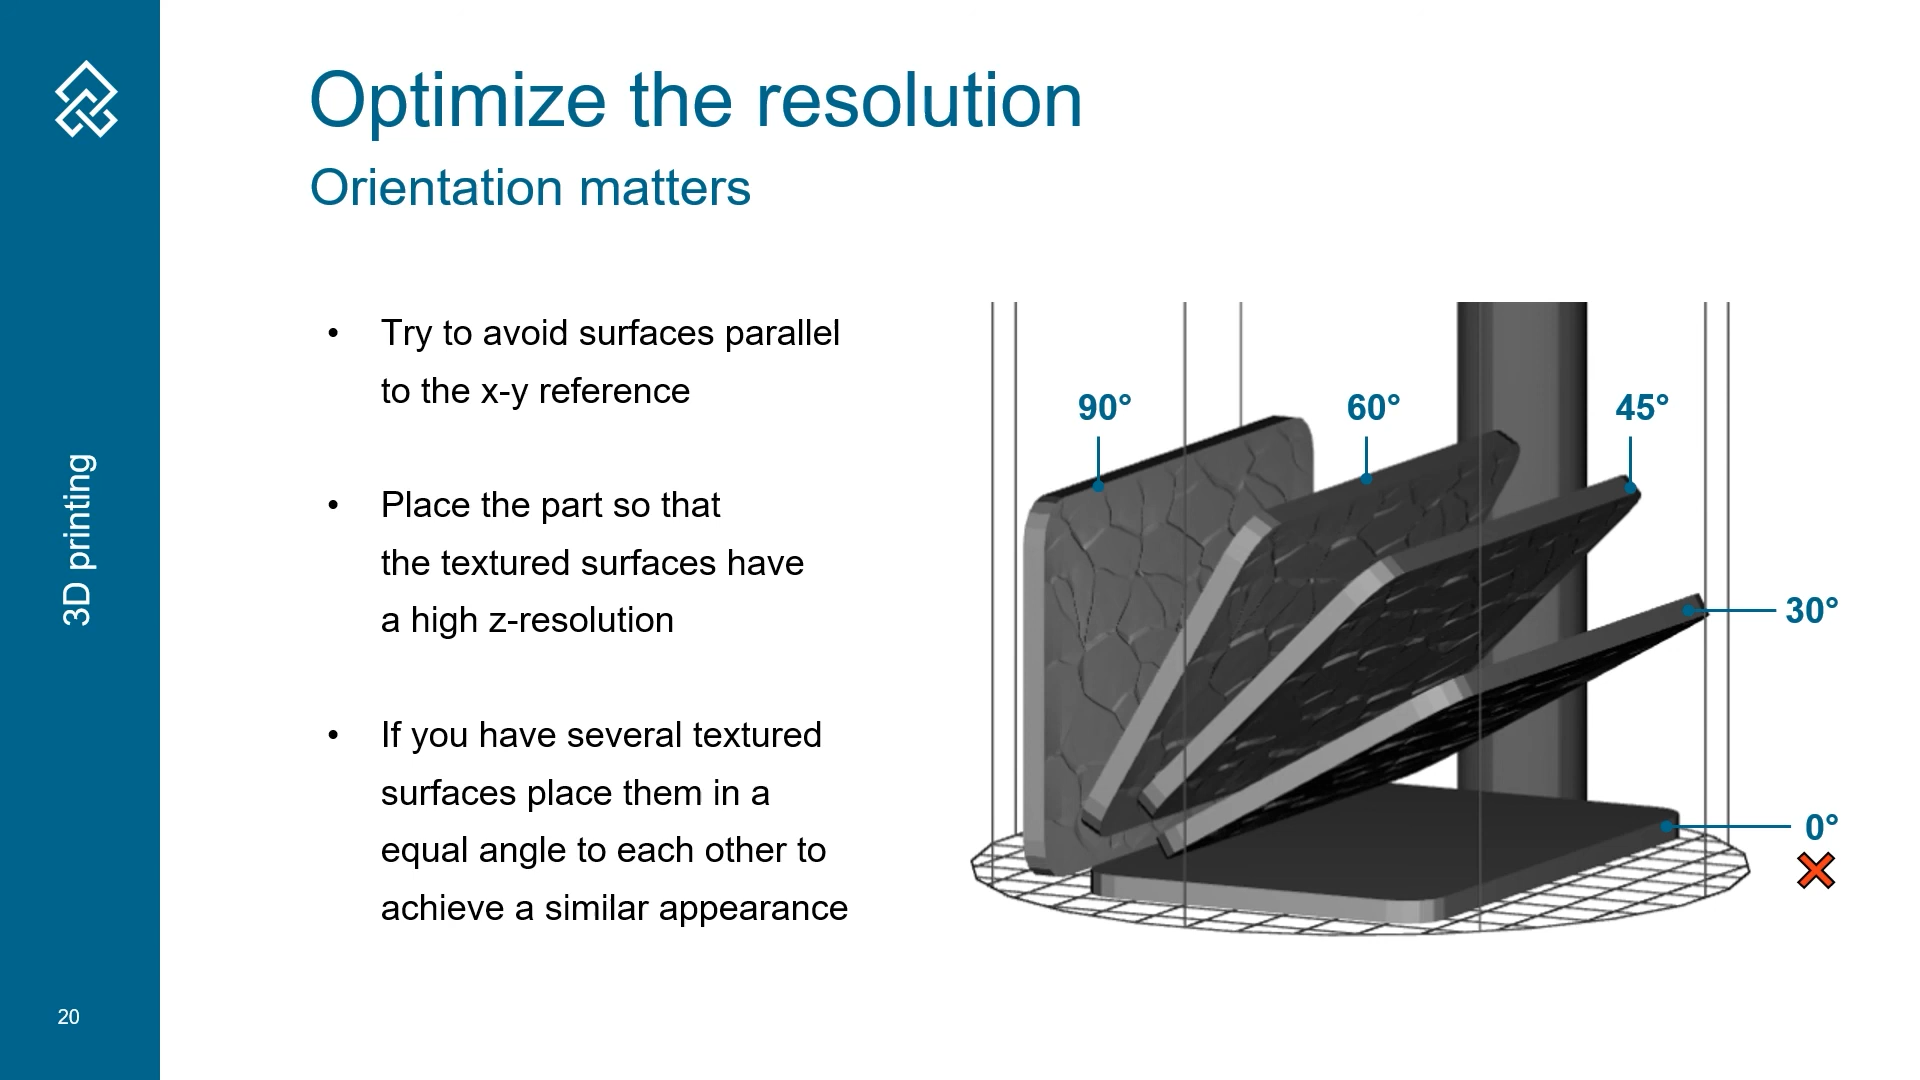 Optimize the resolution
Orientation matters
• Try to avoid surfaces parallel
to the x-y reference
• Place the part so that
the textured surfaces have
a high z-resolution
• If you have several textured
surfaces place them in a
equal angle to each other to
achieve a similar appearance
90°
60°
45°
30°
0°
3D printing
20